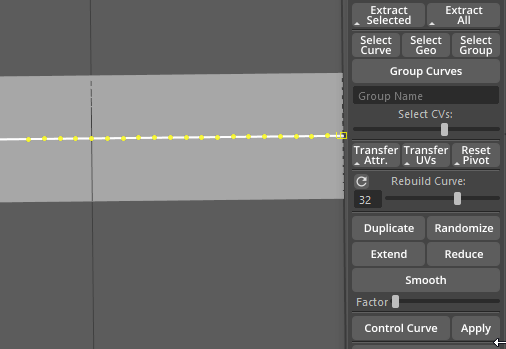 Extract Selected
Extract All
Select Curve
Select Geo
Select Group
Group Curves
Group Name
Select CVs:
Transfer Attr.
Transfer UVs
Reset Pivot
Rebuild Curve:
32
Duplicate
Randomize
Extend
Reduce
Smooth
Factor
Control Curve
Apply